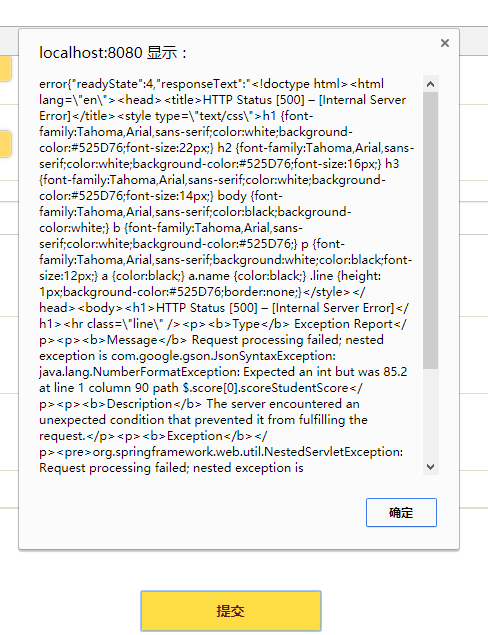 localhost:8080 显示：
error{"readyState":4,"responseText":"<!doctype html><html
lang=\"en\"><head><title>HTTP Status [500] – [Internal Server
Error]</title><style type=\"text/css\">h1 {font-
family:Tahoma,Arial,sans-serif;color:white;background-
color:#525D76;font-size:22px;} h2 {font-family:Tahoma,Arial,sans-
serif;color:white;background-color:#525D76;font-size:16px;} h3
{font-family:Tahoma,Arial,sans-serif;color:white;background-
color:#525D76;font-size:14px;} body {font-
family:Tahoma,Arial,sans-serif;color:black;background-
color:white;} b {font-family:Tahoma,Arial,sans-
serif;color:white;background-color:#525D76;} p {font-
family:Tahoma,Arial,sans-serif;background:white;color:black;font-
size:12px;} a {color:black;} a.name {color:black;} .line {height:
1px;background-color:#525D76;border:none;}</style></
head><body><h1>HTTP Status [500] – [Internal Server Error]</
h1><hr class=\"line\" /><p><b>Type</b> Exception Report</
p><p><b>Message</b> Request processing failed; nested
exception is com.google.gson.JsonSyntaxException:
java.lang.NumberFormatException: Expected an int but was 85.2
at line 1 column 90 path $.score[0].scoreStudentScore</
p><p><b>Description</b> The server encountered an
unexpected condition that prevented it from fulfilling the
request.</p><p><b>Exception</b></
p><pre>org.springframework.web.util.NestedServletException:
Request processing failed; nested exception is
确定
提交